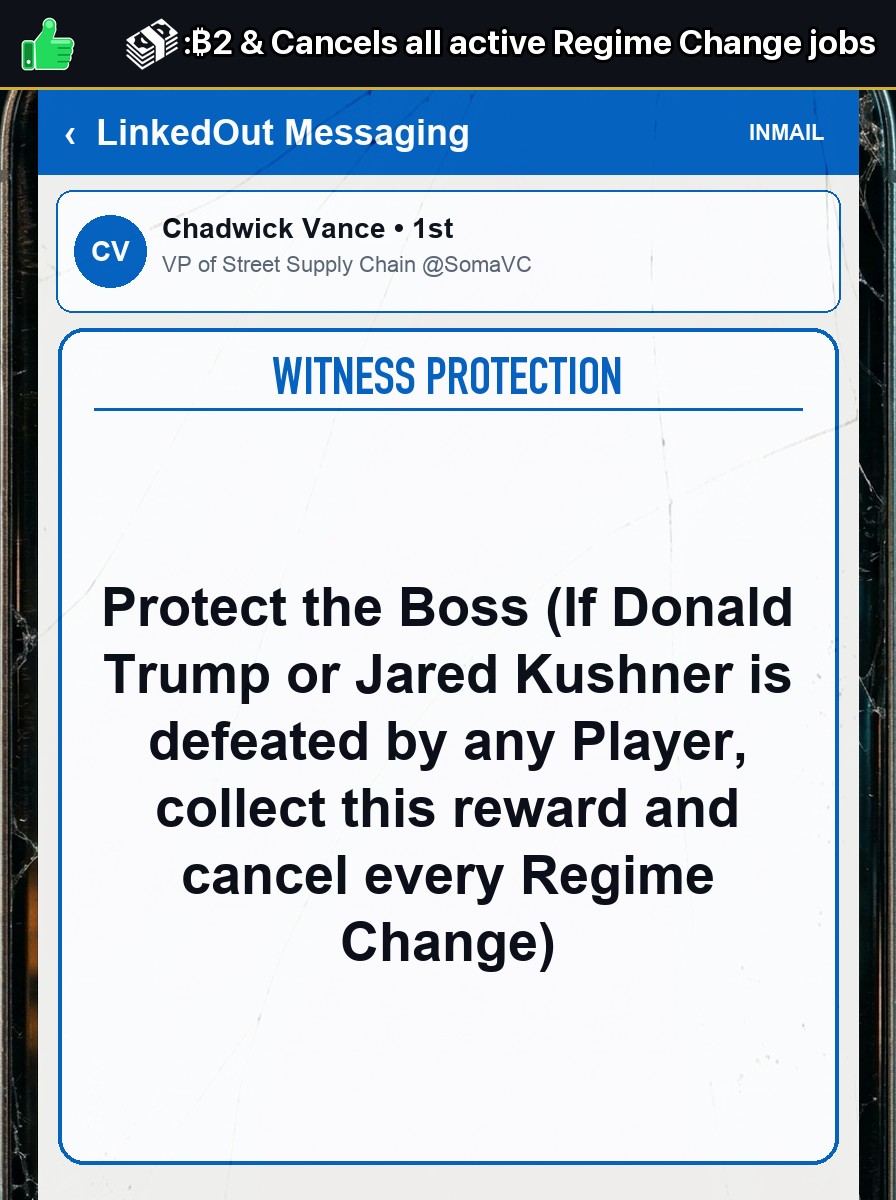 :₿2 & Cancels all active Regime Change jobs
‹ LinkedOut Messaging INMAIL
CV
Chadwick Vance • 1st
VP of Street Supply Chain @SomaVC
WITNESS PROTECTION
Protect the Boss (If Donald
Trump or Jared Kushner is
defeated by any Player,
collect this reward and
cancel every Regime
Change)